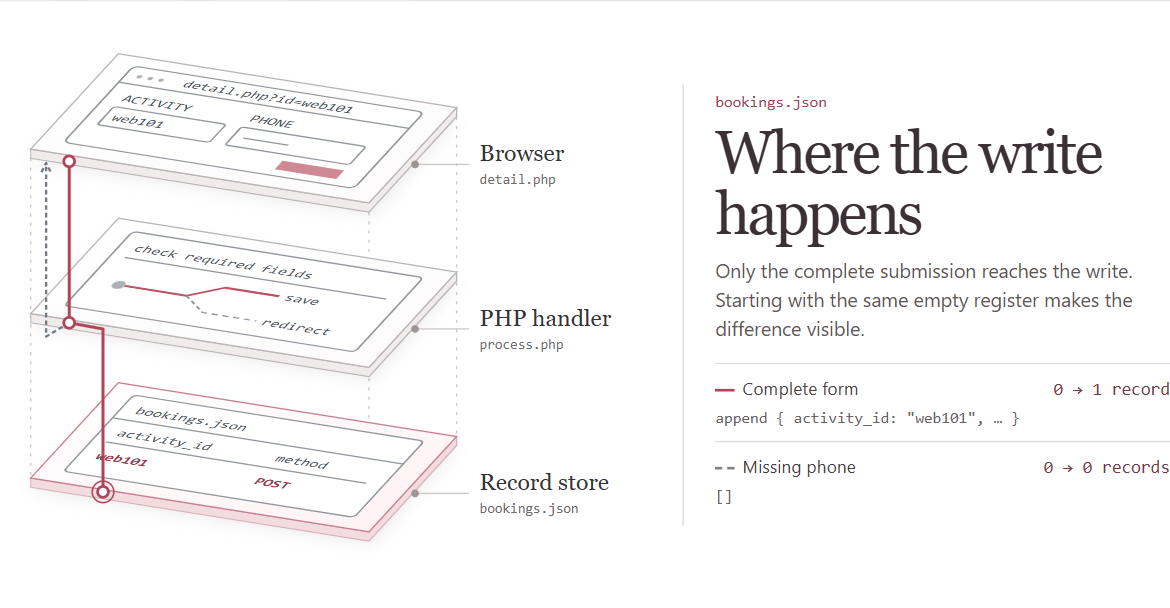 detail.php?id=web101
ACTIVITY
web101
PHONE
Browser
detail.php
check required fields
save
redirect
PHP handler
process.php
bookings.json
activity_id
method
web101
POST
Record store
bookings.json
bookings.json
Where the write
happens
Only the complete submission reaches the write.
Starting with the same empty register makes the
difference visible.
Complete form
0 → 1 record
append { activity_id: "web101", … }
Missing phone
0 → 0 records
[]